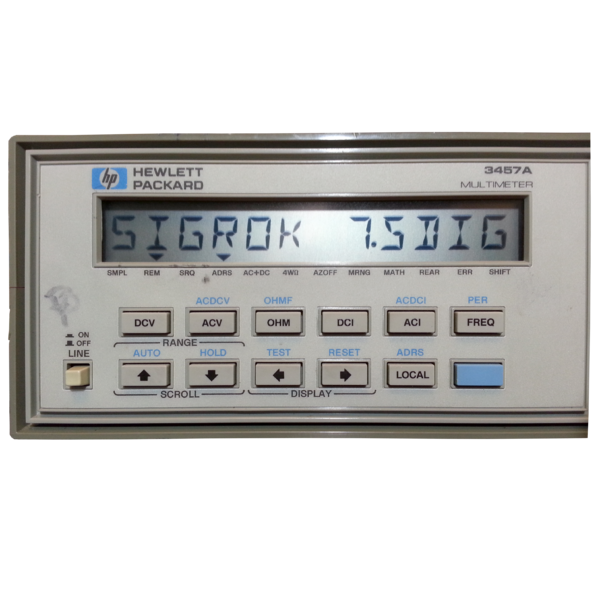 hp HEWLETT PACKARD 3457A
MULTIMETER
SIGROK 7.5DIG
SMPL REM SRQ ADRS AC+DC 4WΩ AZOFF MRNG MATH REAR ERR SHIFT
ACDCV OHMF ACDCI PER
DCV ACV OHM DCI ACI FREQ
ON
OFF
LINE
RANGE
AUTO HOLD TEST RESET ADRS
LOCAL
SCROLL DISPLAY